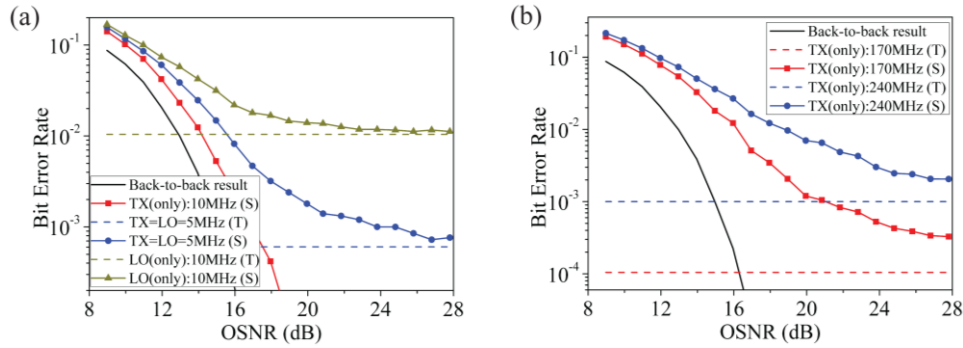 (a)
Bit Error Rate
10⁻¹
10⁻²
10⁻³
Back-to-back result
TX(only):10MHz (S)
TX=LO=5MHz (T)
TX=LO=5MHz (S)
LO(only):10MHz (T)
LO(only):10MHz (S)
8 12 16 20 24 28
OSNR (dB)
(b)
Bit Error Rate
10⁻¹
10⁻²
10⁻³
10⁻⁴
Back-to-back result
TX(only):170MHz (T)
TX(only):170MHz (S)
TX(only):240MHz (T)
TX(only):240MHz (S)
8 12 16 20 24 28
OSNR (dB)